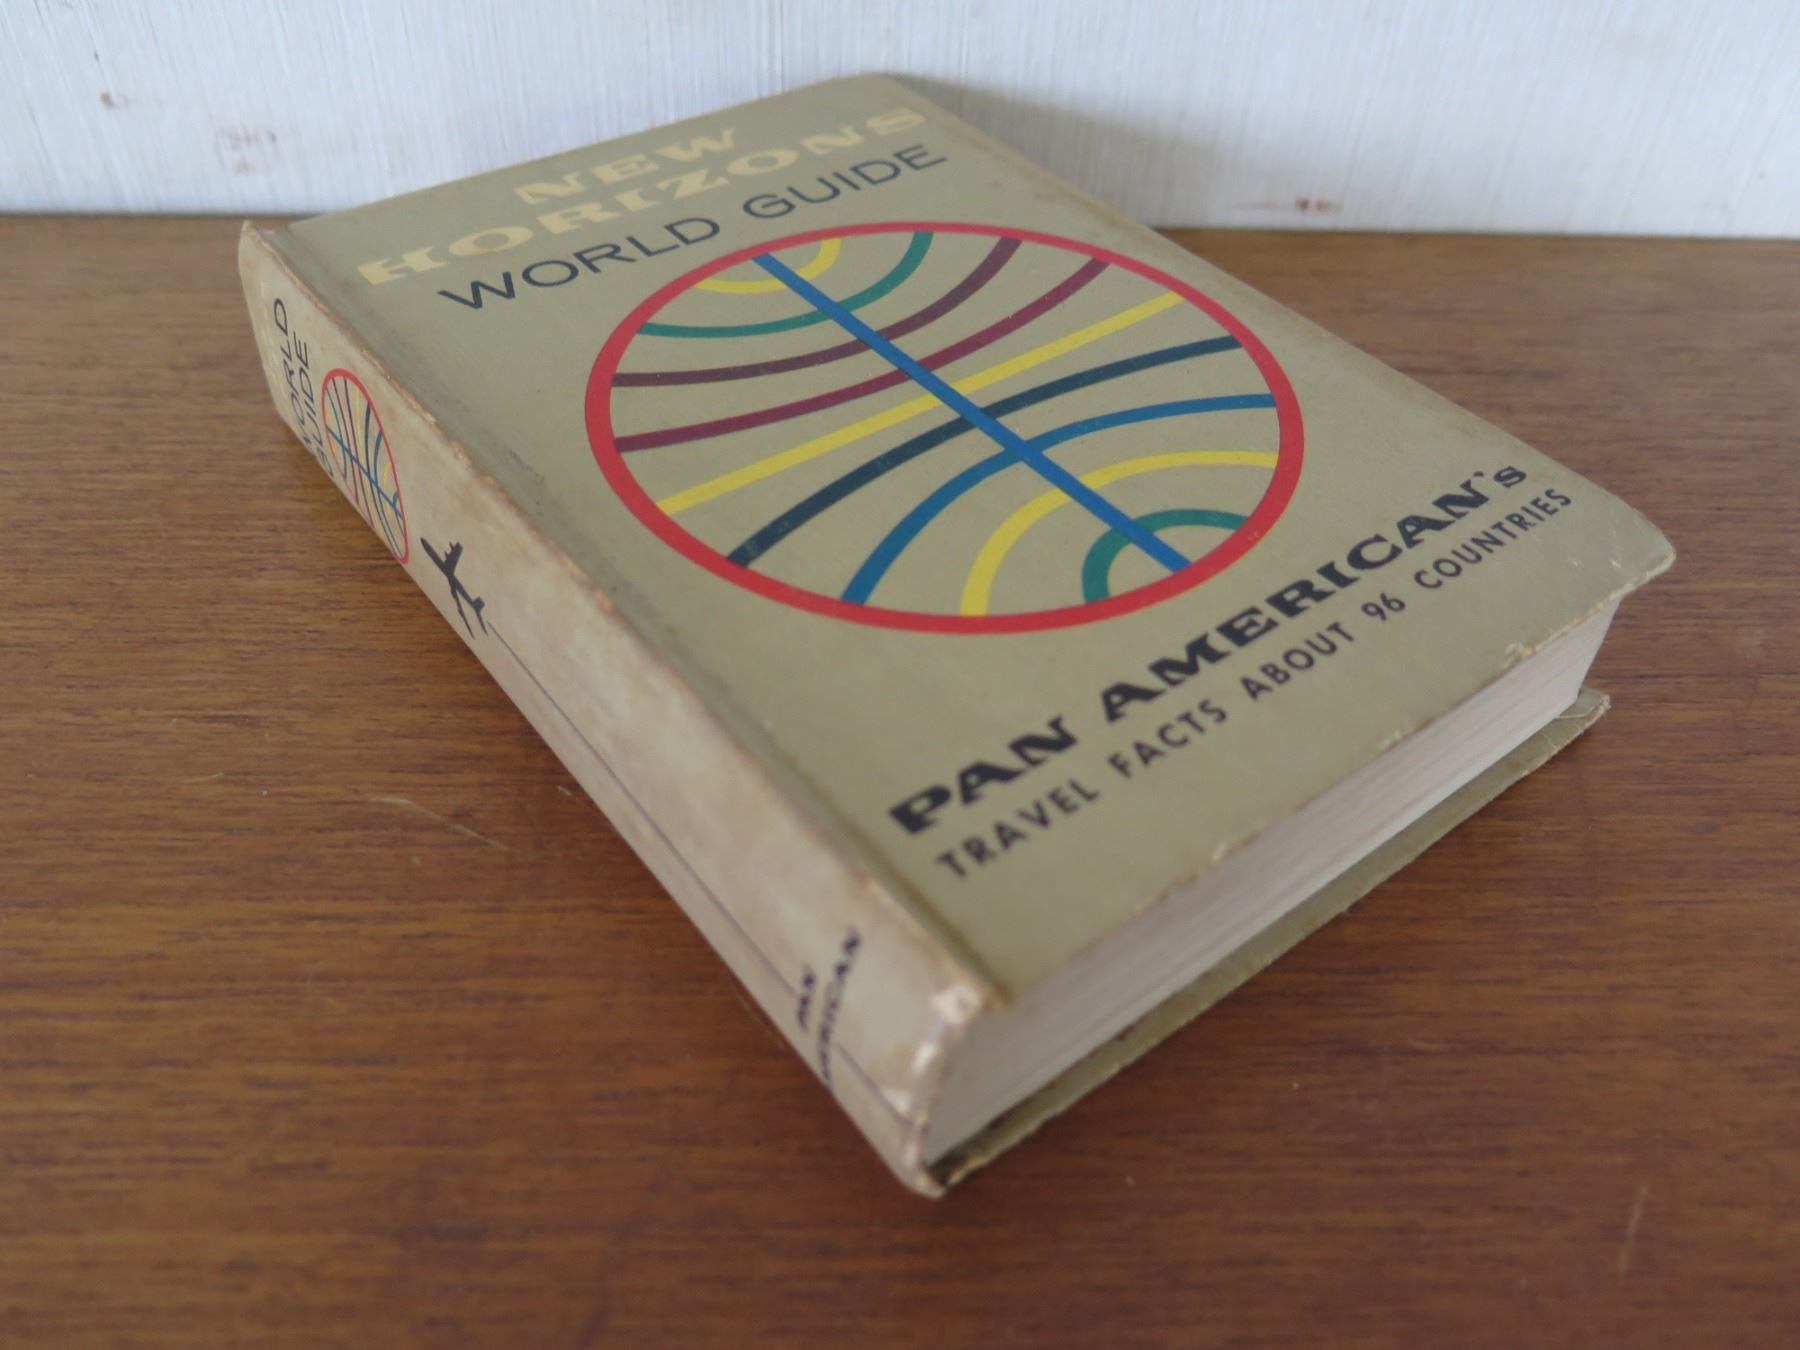 NEW
HORIZONS
WORLD GUIDE
PAN AMERICAN's
TRAVEL FACTS ABOUT 96 COUNTRIES
WORLD
GUIDE
PAN
AMERICAN